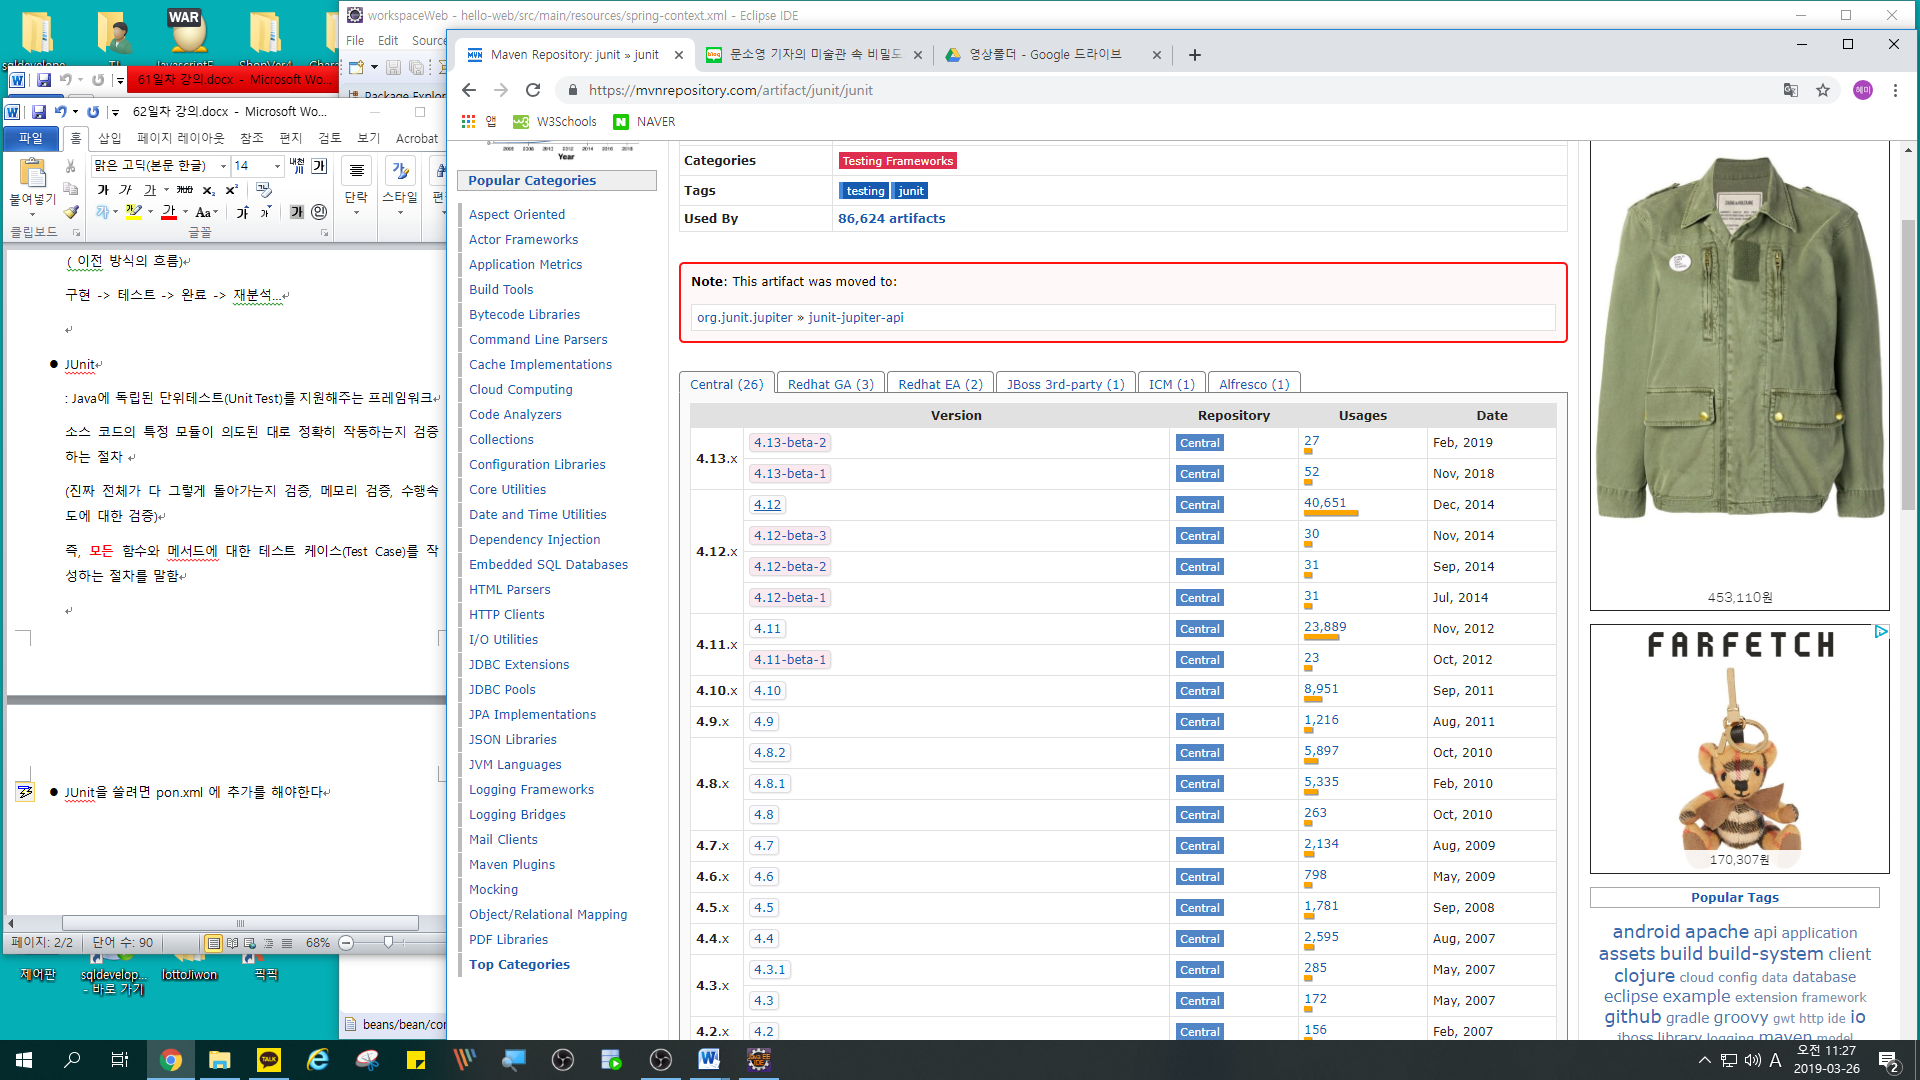 WAR
workspaceWeb - hello-web/src/main/resources/spring-context.xml - Eclipse IDE
File Edit Source
Package Explor
61일차 강의.docx - Microsoft Wo...
62일차 강의.docx - Microsoft Wo...
파일 홈 삽입 페이지 레이아웃 참조 편지 검토 보기 Acrobat
붙여넣기
맑은 고딕(본문 한글) 14
단락
스타일
클립보드 글꼴
( 이전 방식의 흐름)
구현 -> 테스트 -> 완료 -> 재분석...
● JUnit
: Java에 독립된 단위테스트(Unit Test)를 지원해주는 프레임워크
소스 코드의 특정 모듈이 의도된 대로 정확히 작동하는지 검증
하는 절차
(진짜 전체가 다 그렇게 돌아가는지 검증, 메모리 검증, 수행속
도에 대한 검증)
즉, 모든 함수와 메서드에 대한 테스트 케이스(Test Case)를 작
성하는 절차를 말함
● JUnit을 쓸려면 pon.xml 에 추가를 해야한다
페이지: 2/2 단어 수: 90 68%
제어판
sqldevelop... - 바로 가기
lottoJiwon
픽픽
beans/bean/cor
Maven Repository: junit » junit
문소영 기자의 미술관 속 비밀도
영상폴더 - Google 드라이브
https://mvnrepository.com/artifact/junit/junit
혜미
앱 W3Schools NAVER
2006 2008 2010 2012 2014 2016 2018
Year
Popular Categories
Aspect Oriented
Actor Frameworks
Application Metrics
Build Tools
Bytecode Libraries
Command Line Parsers
Cache Implementations
Cloud Computing
Code Analyzers
Collections
Configuration Libraries
Core Utilities
Date and Time Utilities
Dependency Injection
Embedded SQL Databases
HTML Parsers
HTTP Clients
I/O Utilities
JDBC Extensions
JDBC Pools
JPA Implementations
JSON Libraries
JVM Languages
Logging Frameworks
Logging Bridges
Mail Clients
Maven Plugins
Mocking
Object/Relational Mapping
PDF Libraries
Top Categories
Categories Testing Frameworks
Tags testing junit
Used By 86,624 artifacts
Note: This artifact was moved to:
org.junit.jupiter » junit-jupiter-api
Central (26) Redhat GA (3) Redhat EA (2) JBoss 3rd-party (1) ICM (1) Alfresco (1)
Version Repository Usages Date
4.13.x 4.13-beta-2 Central 27 Feb, 2019
4.13-beta-1 Central 52 Nov, 2018
4.12.x 4.12 Central 40,651 Dec, 2014
4.12-beta-3 Central 30 Nov, 2014
4.12-beta-2 Central 31 Sep, 2014
4.12-beta-1 Central 31 Jul, 2014
4.11.x 4.11 Central 23,889 Nov, 2012
4.11-beta-1 Central 23 Oct, 2012
4.10.x 4.10 Central 8,951 Sep, 2011
4.9.x 4.9 Central 1,216 Aug, 2011
4.8.x 4.8.2 Central 5,897 Oct, 2010
4.8.1 Central 5,335 Feb, 2010
4.8 Central 263 Oct, 2010
4.7.x 4.7 Central 2,134 Aug, 2009
4.6.x 4.6 Central 798 May, 2009
4.5.x 4.5 Central 1,781 Sep, 2008
4.4.x 4.4 Central 2,595 Aug, 2007
4.3.x 4.3.1 Central 285 May, 2007
4.3 Central 172 May, 2007
4.2.x 4.2 Central 156 Feb, 2007
453,110원
FARFETCH
170,307원
Popular Tags
android apache api application
assets build build-system client
clojure cloud config data database
eclipse example extension framework
github gradle groovy gwt http ide io
jboss library logging maven model
TALK
A
오전 11:27
2019-03-26
2